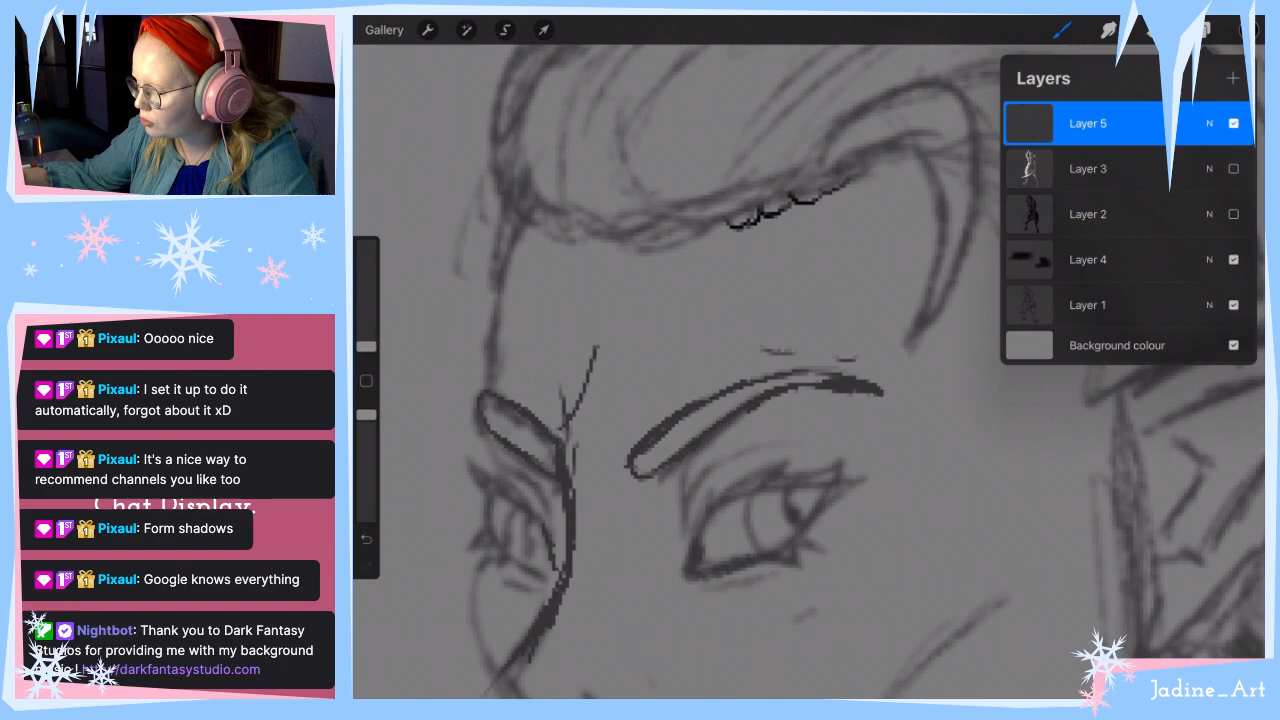 Gallery
Layers
Layer 5 N
Layer 3 N
Layer 2 N
Layer 4 N
Layer 1 N
Background colour
Pixaul: Ooooo nice
Pixaul: I set it up to do it
automatically, forgot about it xD
Pixaul: It's a nice way to
recommend channels you like too
Chat Display.
Pixaul: Form shadows
Pixaul: Google knows everything
Nightbot: Thank you to Dark Fantasy
Studios for providing me with my background
darkfantasystudio.com
Jadine_Art